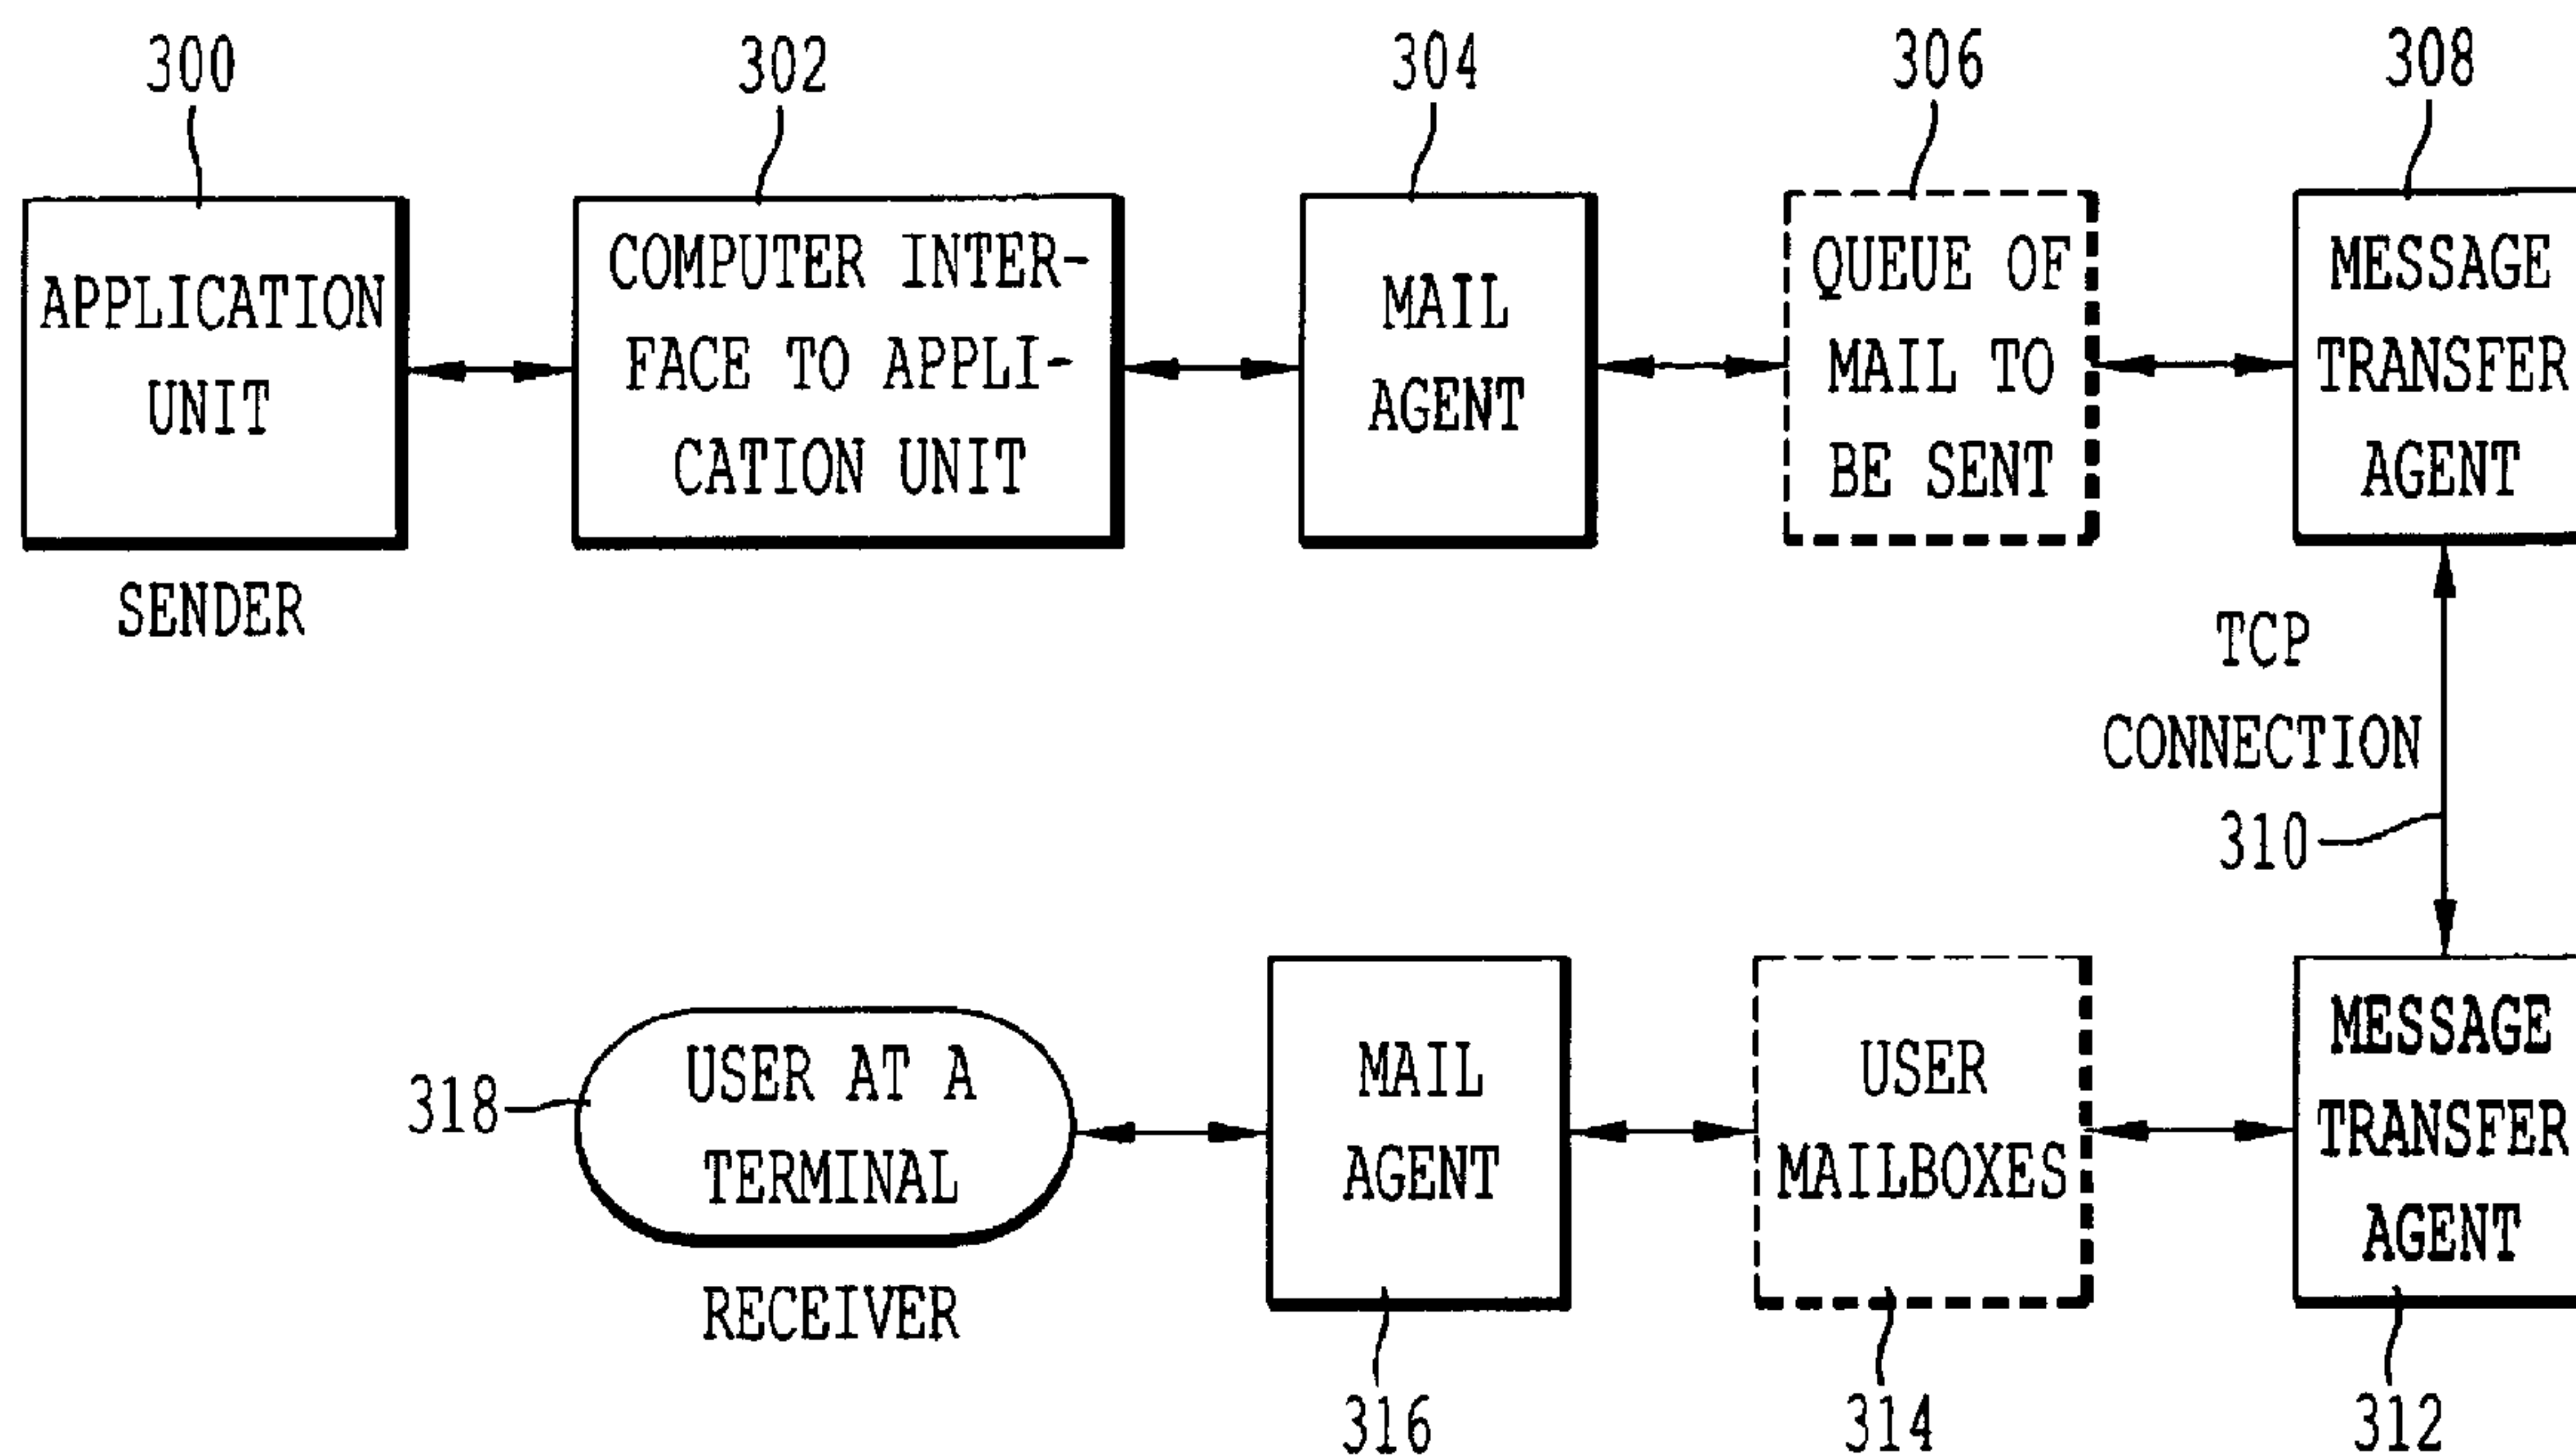 300
302
304
306
308
APPLICATION
UNIT
COMPUTER INTER-
FACE TO APPLI-
CATION UNIT
MAIL
AGENT
QUEUE OF
MAIL TO
BE SENT
MESSAGE
TRANSFER
AGENT
SENDER
TCP
CONNECTION
310
318
USER AT A
TERMINAL
RECEIVER
MAIL
AGENT
USER
MAILBOXES
MESSAGE
TRANSFER
AGENT
316
314
312